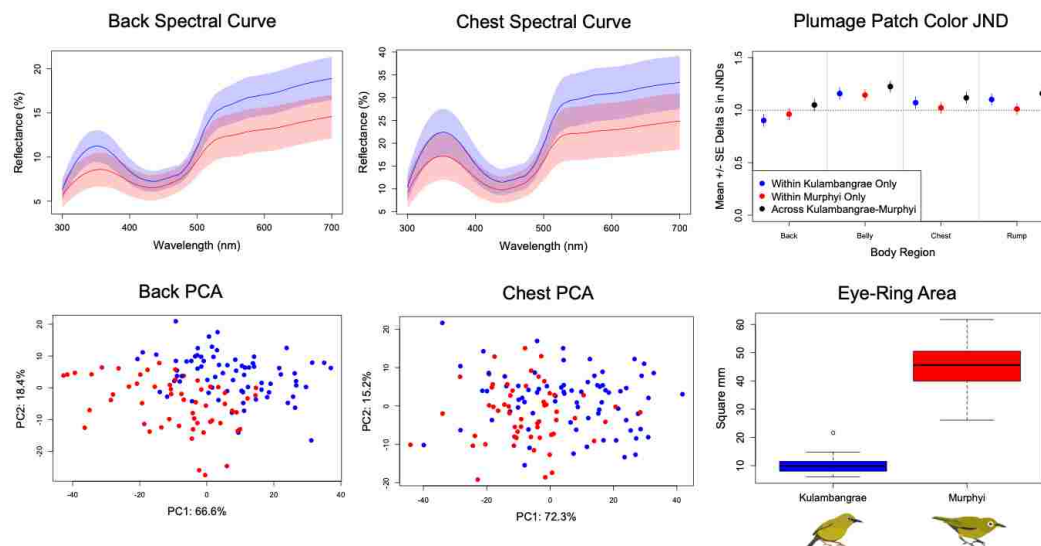 Back Spectral Curve
Chest Spectral Curve
Plumage Patch Color JND
Reflectance (%)
20
15
10
5
300 400 500 600 700
Wavelength (nm)
Reflectance (%)
40
35
30
25
20
15
10
5
300 400 500 600 700
Wavelength (nm)
Mean +/- SE Delta S in JNDs
1.5
1.0
0.5
0.0
Within Kulambangrae Only
Within Murphyi Only
Across Kulambangrae-Murphyi
Back Belly Chest Rump
Body Region
Back PCA
Chest PCA
Eye-Ring Area
PC2: 18.4%
20
10
0
-10
-20
-40 -20 0 20 40
PC1: 66.6%
PC2: 15.2%
20
10
0
-10
-20
-40 -20 0 20 40
PC1: 72.3%
Square mm
60
50
40
30
20
10
Kulambangrae Murphyi